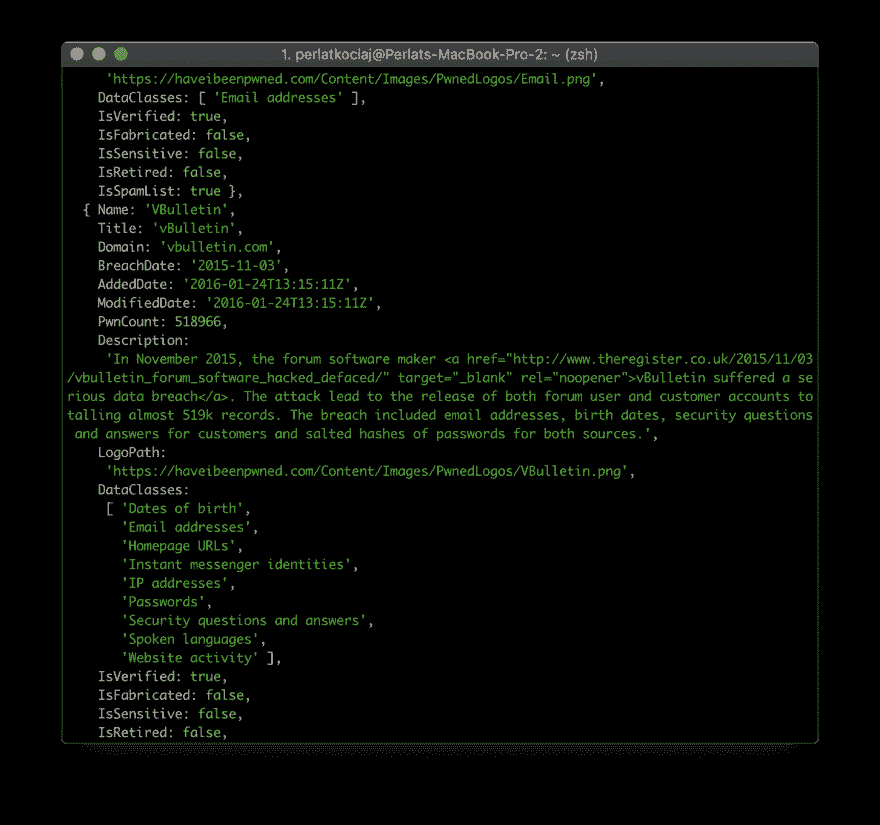 1. perlatkociaj@Perlats-MacBook-Pro-2: ~ (zsh)
'https://haveibeenpwned.com/Content/Images/PwnedLogos/Email.png',
DataClasses: [ 'Email addresses' ],
IsVerified: true,
IsFabricated: false,
IsSensitive: false,
IsRetired: false,
IsSpamList: true },
{ Name: 'VBulletin',
Title: 'vBulletin',
Domain: 'vbulletin.com',
BreachDate: '2015-11-03',
AddedDate: '2016-01-24T13:15:11Z',
ModifiedDate: '2016-01-24T13:15:11Z',
PwnCount: 518966,
Description:
'In November 2015, the forum software maker <a href="http://www.theregister.co.uk/2015/11/03
/vbulletin_forum_software_hacked_defaced/" target="_blank" rel="noopener">vBulletin suffered a se
rious data breach</a>. The attack lead to the release of both forum user and customer accounts to
talling almost 519k records. The breach included email addresses, birth dates, security questions
and answers for customers and salted hashes of passwords for both sources.',
LogoPath:
'https://haveibeenpwned.com/Content/Images/PwnedLogos/VBulletin.png',
DataClasses:
[ 'Dates of birth',
'Email addresses',
'Homepage URLs',
'Instant messenger identities',
'IP addresses',
'Passwords',
'Security questions and answers',
'Spoken languages',
'Website activity' ],
IsVerified: true,
IsFabricated: false,
IsSensitive: false,
IsRetired: false,